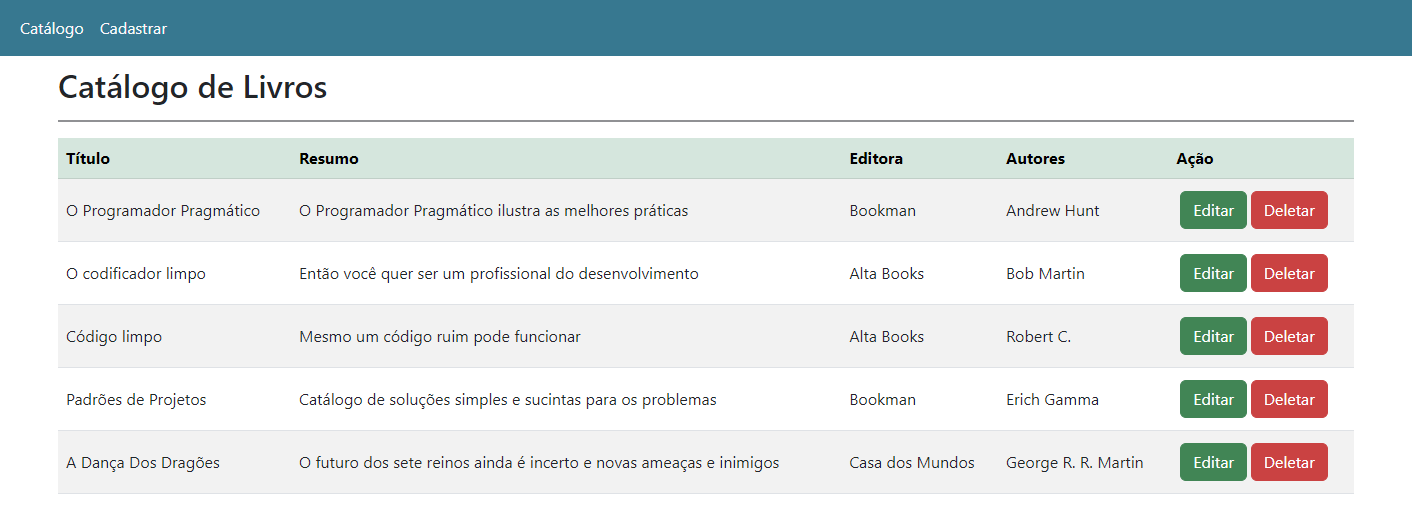 Catálogo Cadastrar
Catálogo de Livros
Título Resumo Editora Autores Ação
O Programador Pragmático O Programador Pragmático ilustra as melhores práticas Bookman Andrew Hunt Editar Deletar
O codificador limpo Então você quer ser um profissional do desenvolvimento Alta Books Bob Martin Editar Deletar
Código limpo Mesmo um código ruim pode funcionar Alta Books Robert C. Editar Deletar
Padrões de Projetos Catálogo de soluções simples e sucintas para os problemas Bookman Erich Gamma Editar Deletar
A Dança Dos Dragões O futuro dos sete reinos ainda é incerto e novas ameaças e inimigos Casa dos Mundos George R. R. Martin Editar Deletar